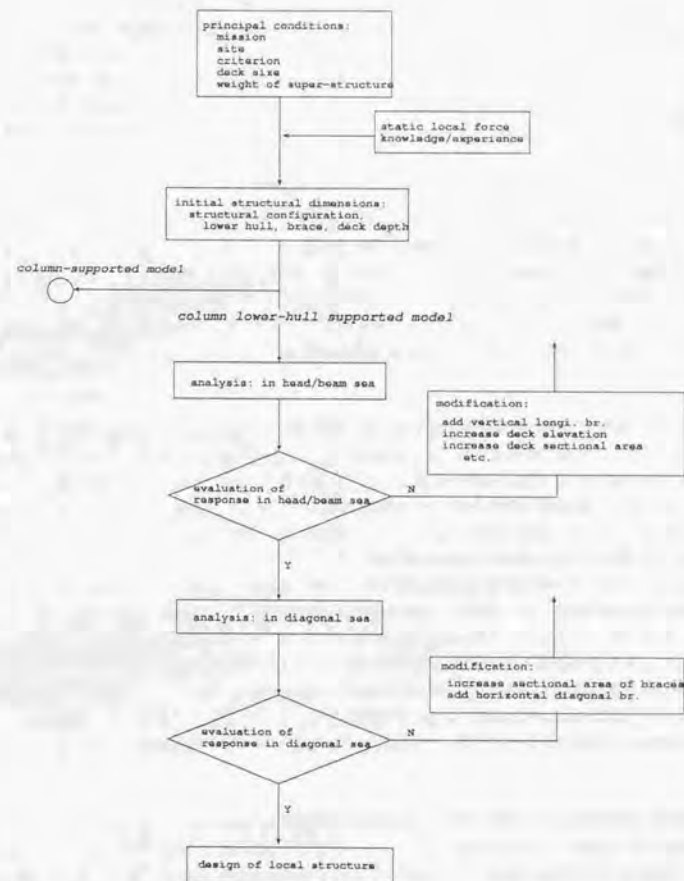 principal conditions:
mission
site
criterion
deck size
weight of super-structure
static local force
knowledge/experience
initial structural dimensions:
structural configuration,
lower hull, brace, deck depth
column-supported model
column lower-hull supported model
analysis: in head/beam sea
modification:
add vertical longi. br.
increase deck elevation
increase deck sectional area
etc.
evaluation of
response in head/beam sea
N
Y
analysis: in diagonal sea
modification:
increase sectional area of braces
add horizontal diagonal br.
evaluation of
response in diagonal sea
N
Y
design of local structure